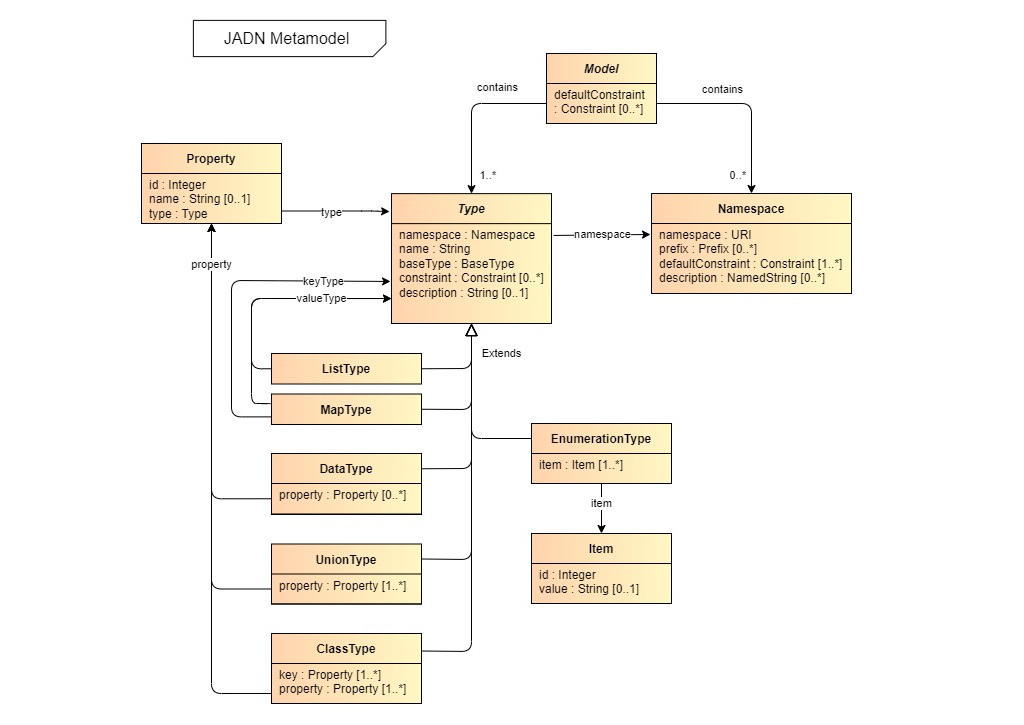 JADN Metamodel
Model
defaultConstraint
: Constraint [0..*]
contains
contains
1..*
0..*
Property
id : Integer
name : String [0..1]
type : Type
type
Type
namespace : Namespace
name : String
baseType : BaseType
constraint : Constraint [0..*]
description : String [0..1]
namespace
Namespace
namespace : URI
prefix : Prefix [0..*]
defaultConstraint : Constraint [1..*]
description : NamedString [0..*]
property
keyType
valueType
Extends
ListType
MapType
EnumerationType
item : Item [1..*]
DataType
property : Property [0..*]
item
Item
id : Integer
value : String [0..1]
UnionType
property : Property [1..*]
ClassType
key : Property [1..*]
property : Property [1..*]